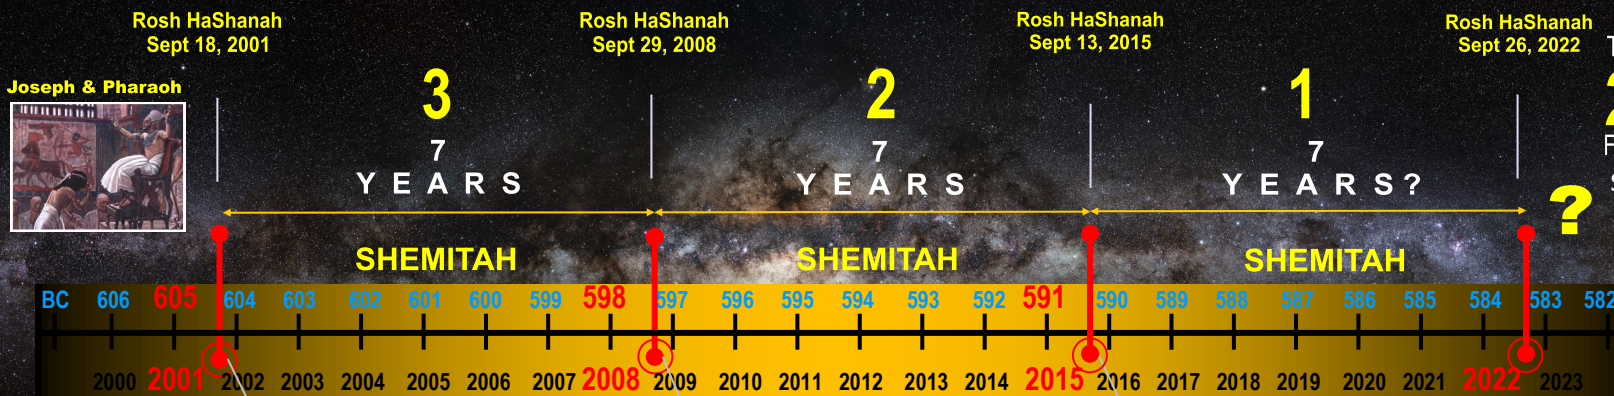 Rosh HaShanah
Sept 18, 2001
Rosh HaShanah
Sept 29, 2008
Rosh HaShanah
Sept 13, 2015
Rosh HaShanah
Sept 26, 2022
Joseph & Pharaoh
3
7
YEARS
2
7
YEARS
1
7
YEARS?
?
SHEMITAH
SHEMITAH
SHEMITAH
BC 606 605 604 603 602 601 600 599 598 597 596 595 594 593 592 591 590 589 588 587 586 585 584 583 582
2000 2001 2002 2003 2004 2005 2006 2007 2008 2009 2010 2011 2012 2013 2014 2015 2016 2017 2018 2019 2020 2021 2022 2023